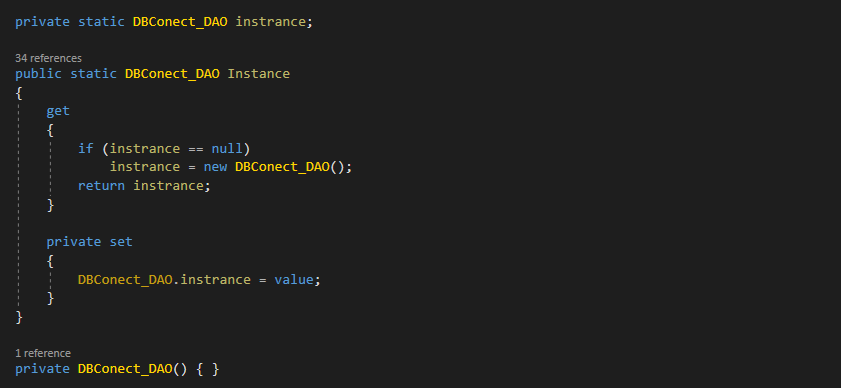 private static DBConect_DAO instrance;
34 references
public static DBConect_DAO Instance
{
get
{
if (instrance == null)
instrance = new DBConect_DAO();
return instrance;
}
private set
{
DBConect_DAO.instrance = value;
}
}
1 reference
private DBConect_DAO() { }